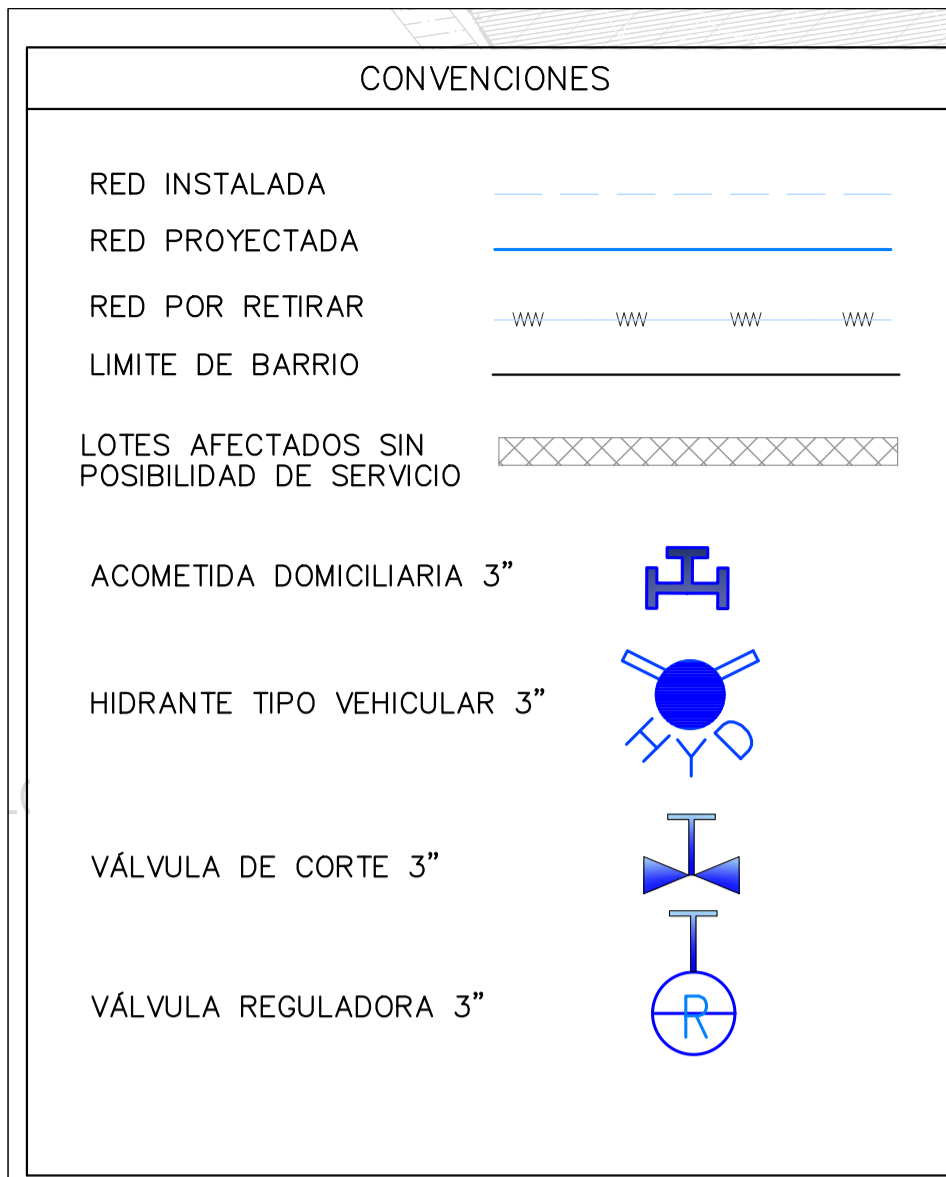 CONVENCIONES
RED INSTALADA
RED PROYECTADA
RED POR RETIRAR
LIMITE DE BARRIO
LOTES AFECTADOS SIN
POSIBILIDAD DE SERVICIO
ACOMETIDA DOMICILIARIA 3”
HIDRANTE TIPO VEHICULAR 3”
HYD
VÁLVULA DE CORTE 3”
VÁLVULA REGULADORA 3”
R